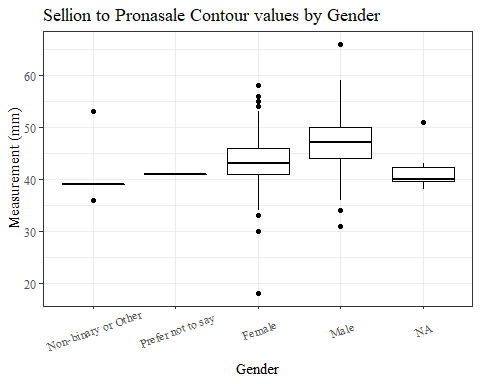 Sellion to Pronasale Contour values by Gender
Measurement (mm)
60
50
40
30
20
Non-binary or Other
Prefer not to say
Female
Male
NA
Gender